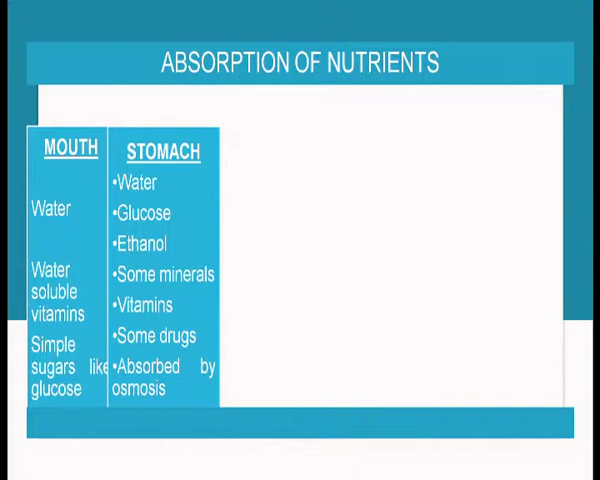 ABSORPTION OF NUTRIENTS
MOUTH
Water
Water
soluble
vitamins
Simple
sugars like
glucose
STOMACH
•Water
•Glucose
•Ethanol
•Some minerals
•Vitamins
•Some drugs
•Absorbed by
osmosis